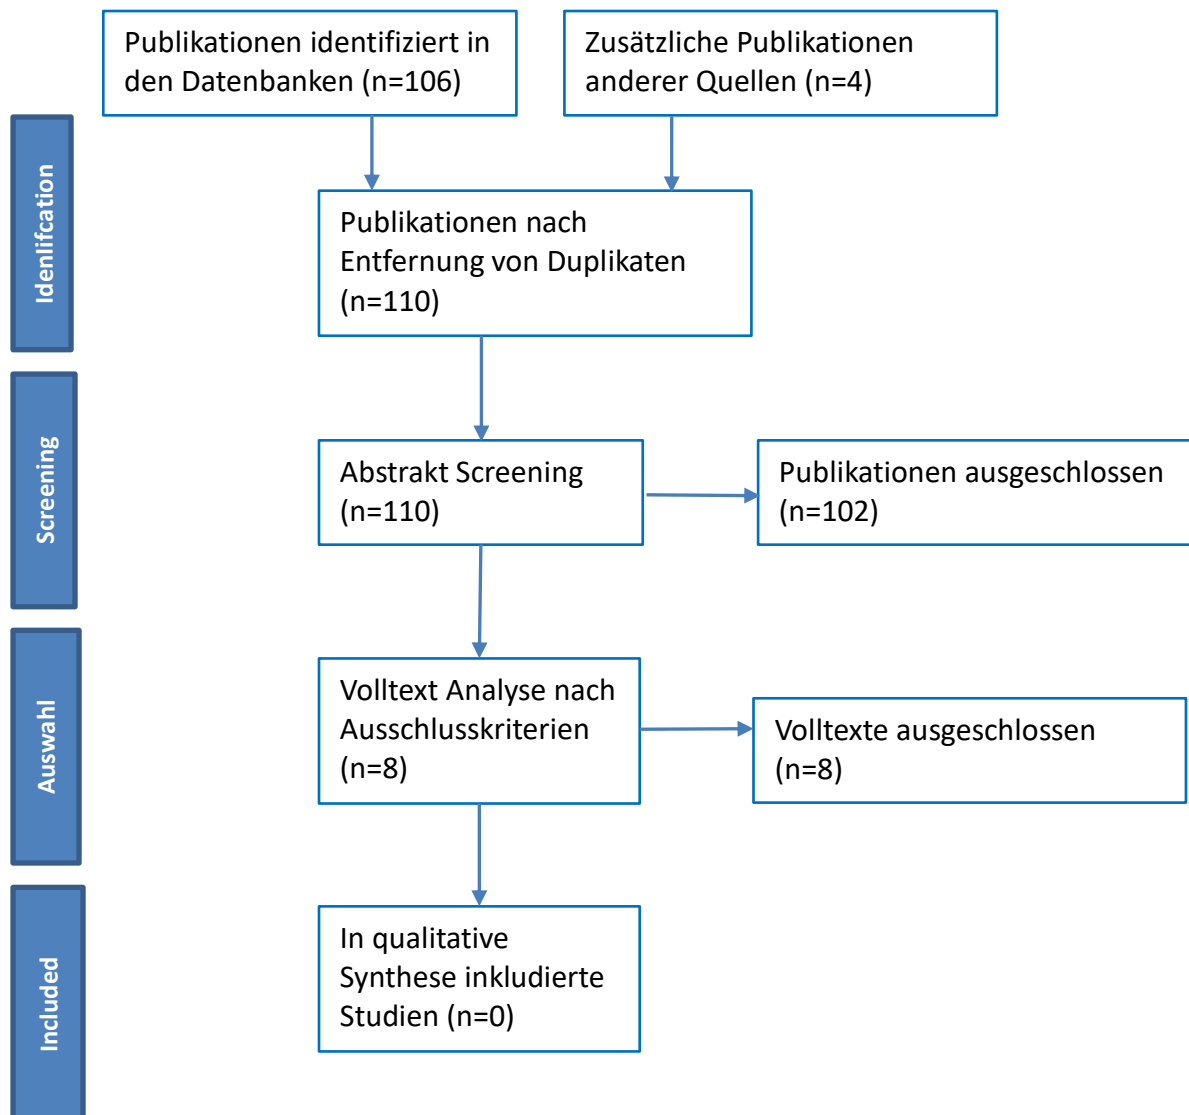 Publikationen identifiziert in
den Datenbanken (n=106)
Zusätzliche Publikationen
anderer Quellen (n=4)
Idenlifcation
Publikationen nach
Entfernung von Duplikaten
(n=110)
Screening
Abstrakt Screening
(n=110)
Publikationen ausgeschlossen
(n=102)
Auswahl
Volltext Analyse nach
Ausschlusskriterien
(n=8)
Volltexte ausgeschlossen
(n=8)
Included
In qualitative
Synthese inkludierte
Studien (n=0)